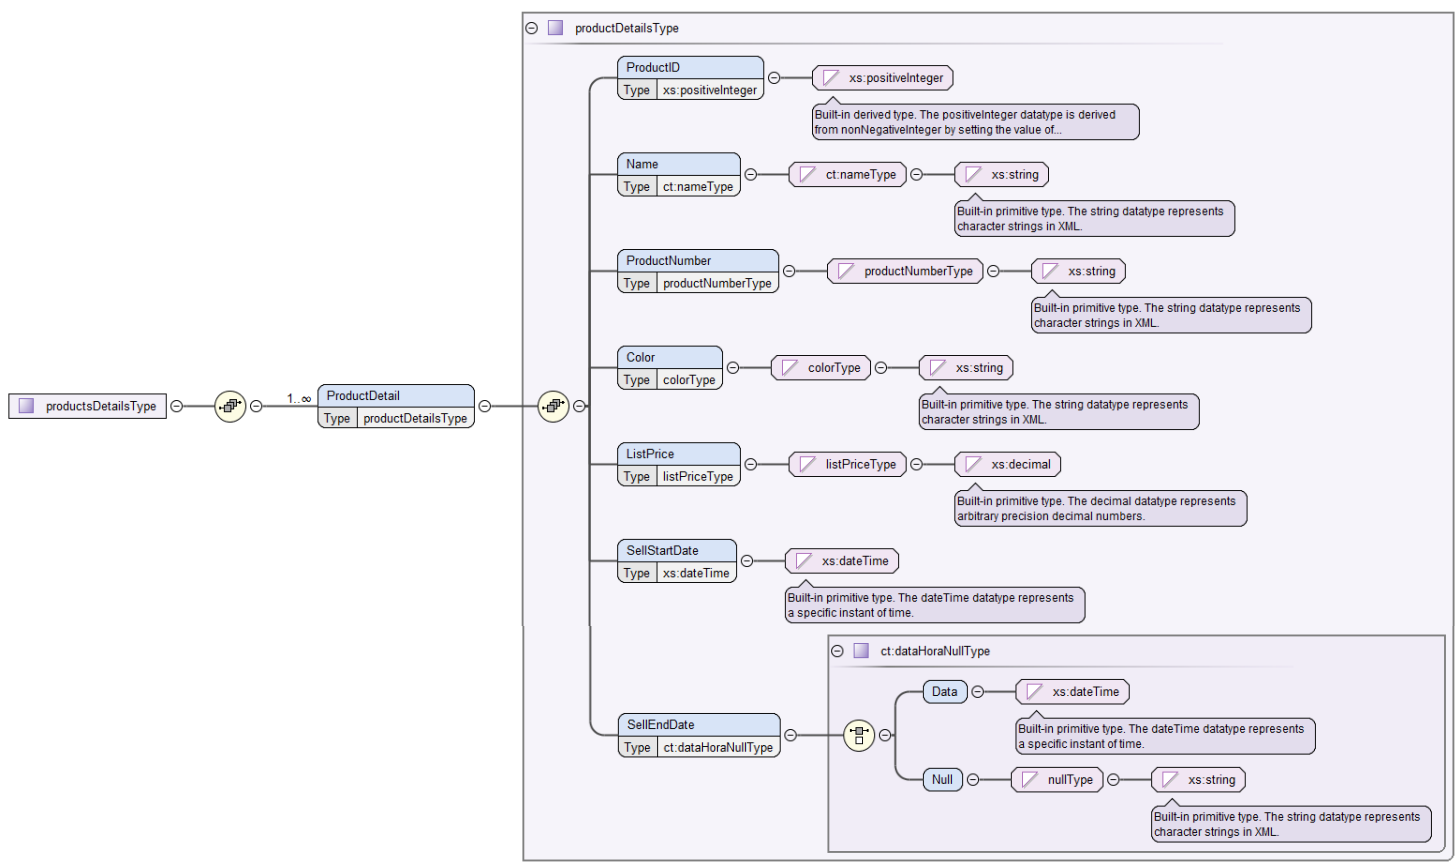 productDetailsType
ProductID
Type xs:positiveInteger
xs:positiveInteger
Built-in derived type. The positiveInteger datatype is derived
from nonNegativeInteger by setting the value of...
Name
Type ct:nameType
ct:nameType
xs:string
Built-in primitive type. The string datatype represents
character strings in XML.
ProductNumber
Type productNumberType
productNumberType
xs:string
Built-in primitive type. The string datatype represents
character strings in XML.
Color
Type colorType
colorType
xs:string
Built-in primitive type. The string datatype represents
character strings in XML.
productsDetailsType
1..∞
ProductDetail
Type productDetailsType
ListPrice
Type listPriceType
listPriceType
xs:decimal
Built-in primitive type. The decimal datatype represents
arbitrary precision decimal numbers.
SellStartDate
Type xs:dateTime
xs:dateTime
Built-in primitive type. The dateTime datatype represents
a specific instant of time.
ct:dataHoraNullType
SellEndDate
Type ct:dataHoraNullType
Data
xs:dateTime
Built-in primitive type. The dateTime datatype represents
a specific instant of time.
Null
nullType
xs:string
Built-in primitive type. The string datatype represents
character strings in XML.